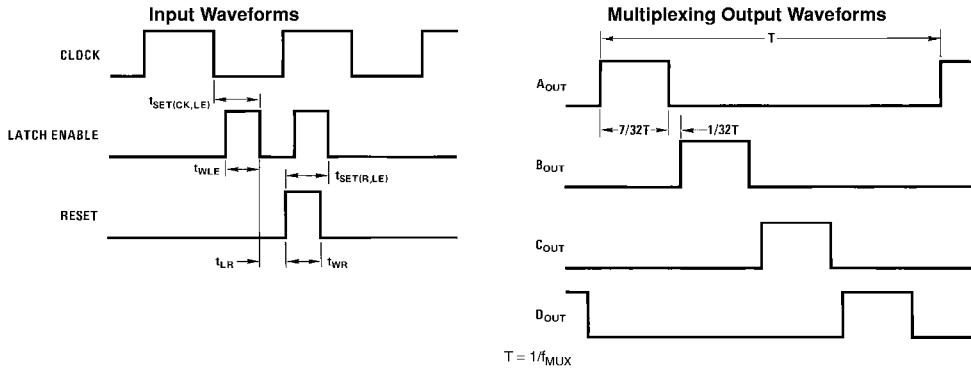 Input Waveforms
CLOCK
tSET(CK,LE)
LATCH ENABLE
tWLE
tSET(R,LE)
RESET
tLR
tWR
Multiplexing Output Waveforms
T
AOUT
7/32T
1/32T
BOUT
COUT
DOUT
T = 1/fMUX